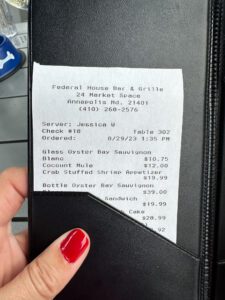 Federal House Bar & Grille
24 Market Space
Annapolis Md, 21401
(410) 268-2576
Server: Jessica W
Check #18 Table 302
Ordered: 8/29/23 1:35 PM
Glass Oyster Bay Sauvignon
Blanc $10.75
Coconut Mule $12.00
Crab Stuffed Shrimp Appetizer
$19.99
Bottle Oyster Bay Sauvignon
$39.00
Sandwich
$19.99
Cake
$20.99
92